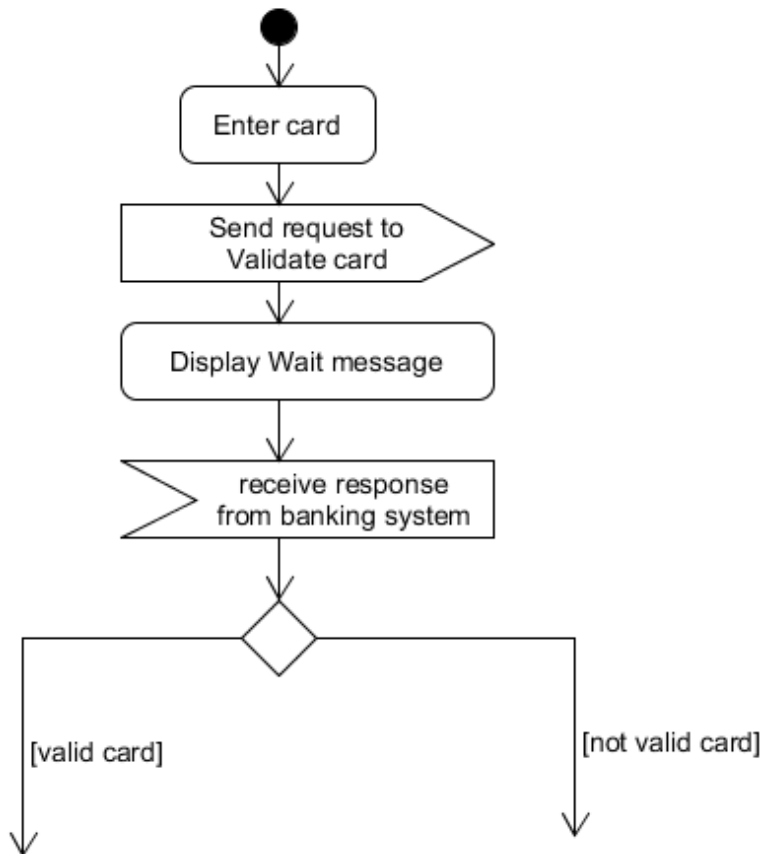 Enter card
Send request to
Validate card
Display Wait message
receive response
from banking system
[valid card]
[not valid card]